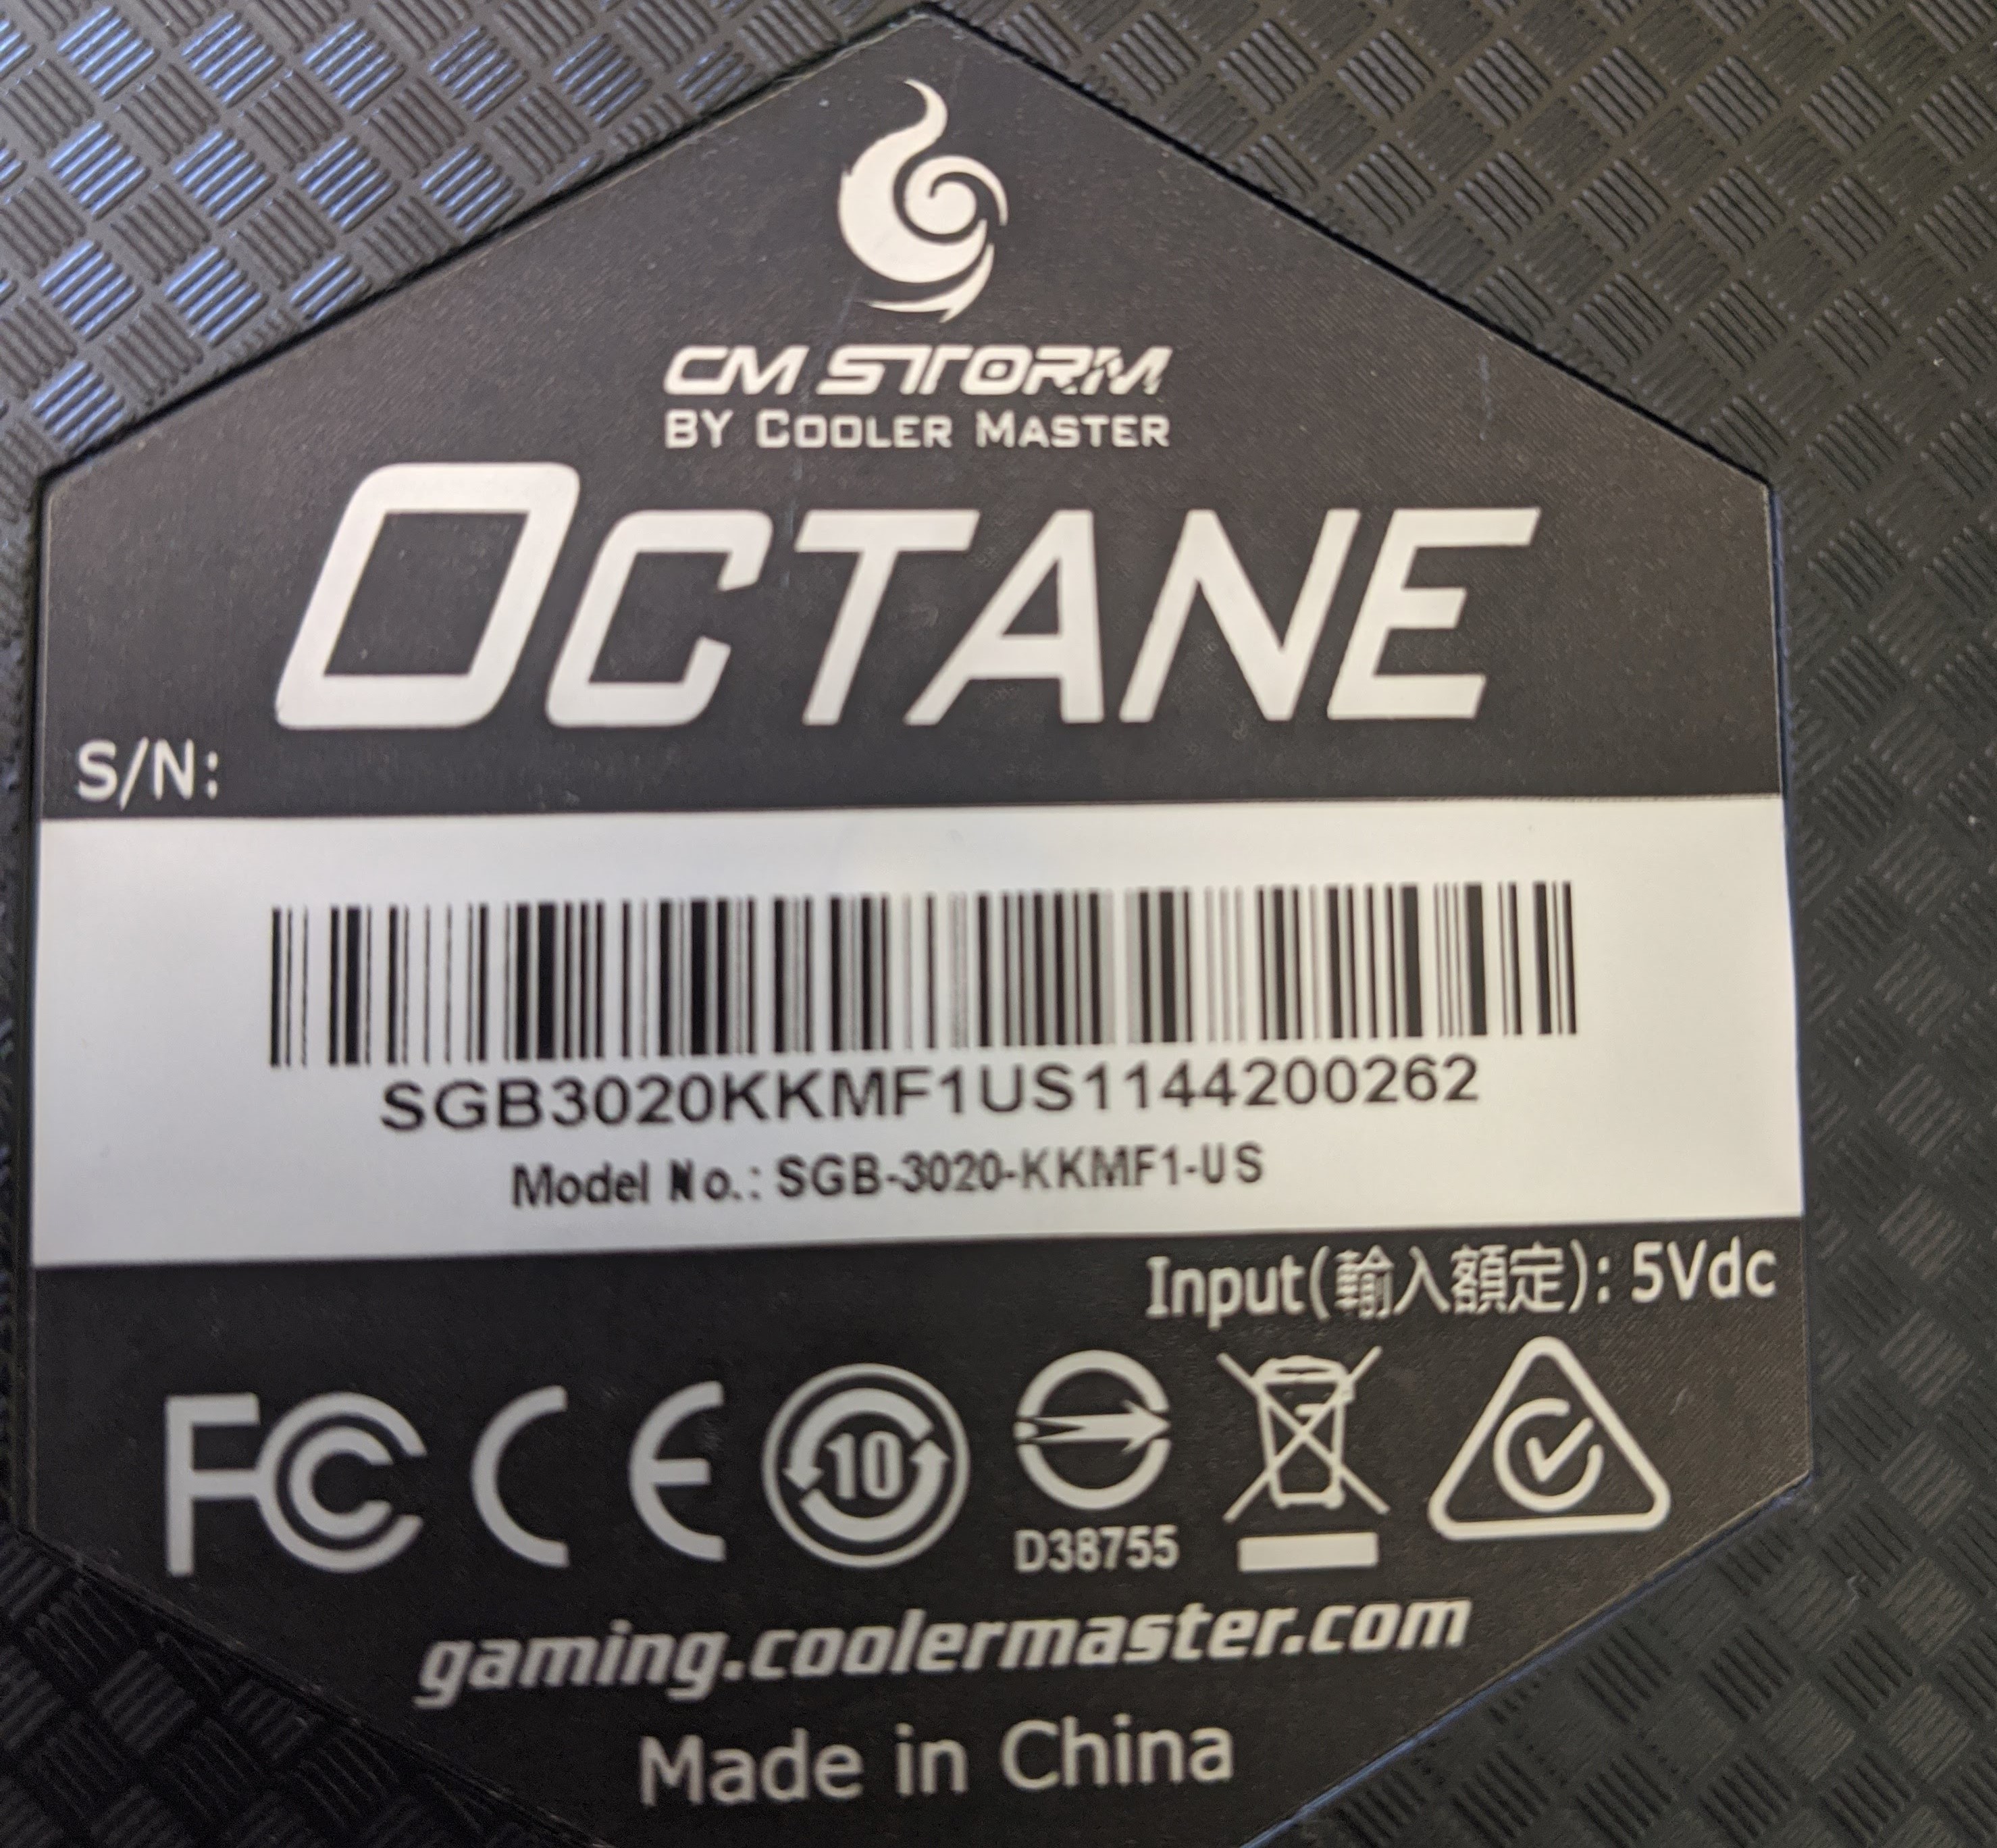 CM STORM
BY COOLER MASTER
OCTANE
S/N:
SGB3020KKMF1US1144200262
Model No.: SGB-3020-KKMF1-US
Input(輸入額定): 5Vdc
FC CE 10
D38755
gaming.coolermaster.com
Made in China